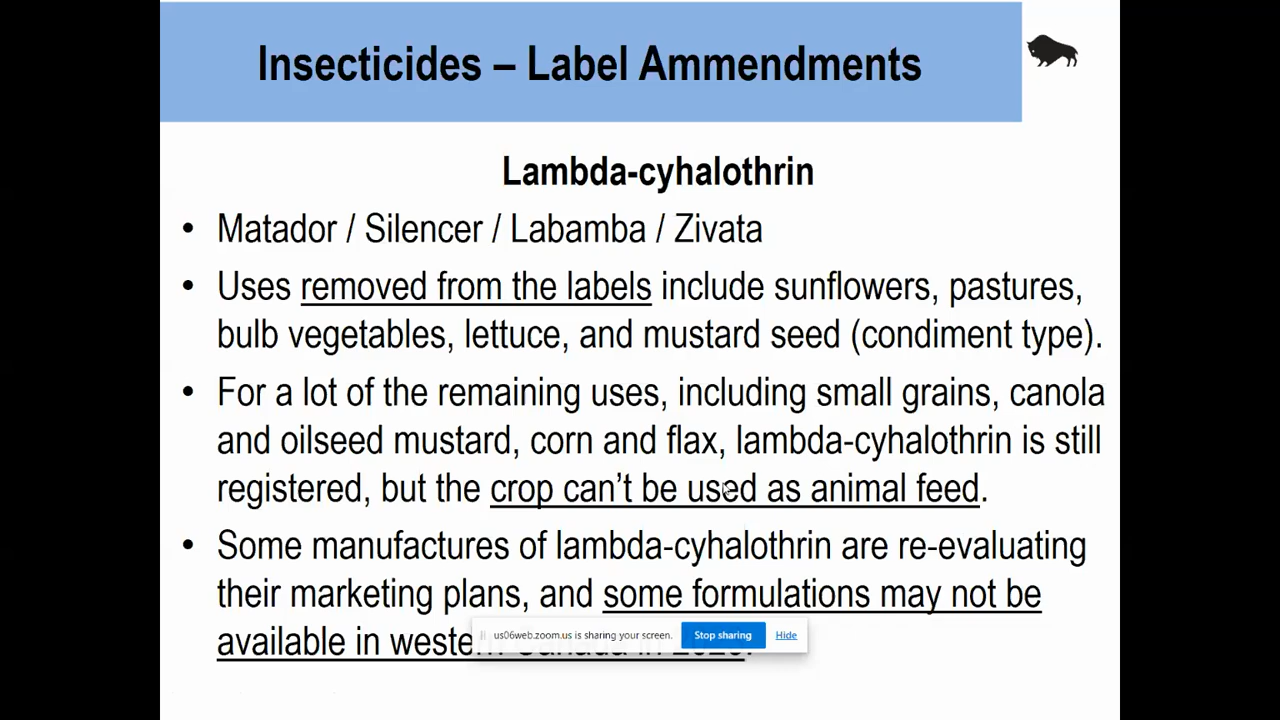 Insecticides – Label Ammendments
Lambda-cyhalothrin
• Matador / Silencer / Labamba / Zivata
• Uses removed from the labels include sunflowers, pastures,
bulb vegetables, lettuce, and mustard seed (condiment type).
• For a lot of the remaining uses, including small grains, canola
and oilseed mustard, corn and flax, lambda-cyhalothrin is still
registered, but the crop can’t be used as animal feed.
• Some manufactures of lambda-cyhalothrin are re-evaluating
their marketing plans, and some formulations may not be
available in
us06web.zoom.us is sharing your screen. Stop sharing Hide